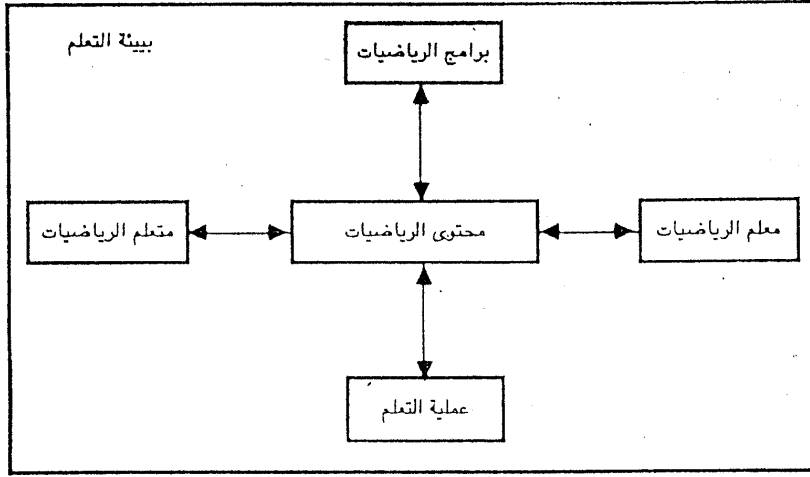 بيئة التعلم
برامج الرياضيات
معلم الرياضيات
محتوى الرياضيات
متعلم الرياضيات
عملية التعلم